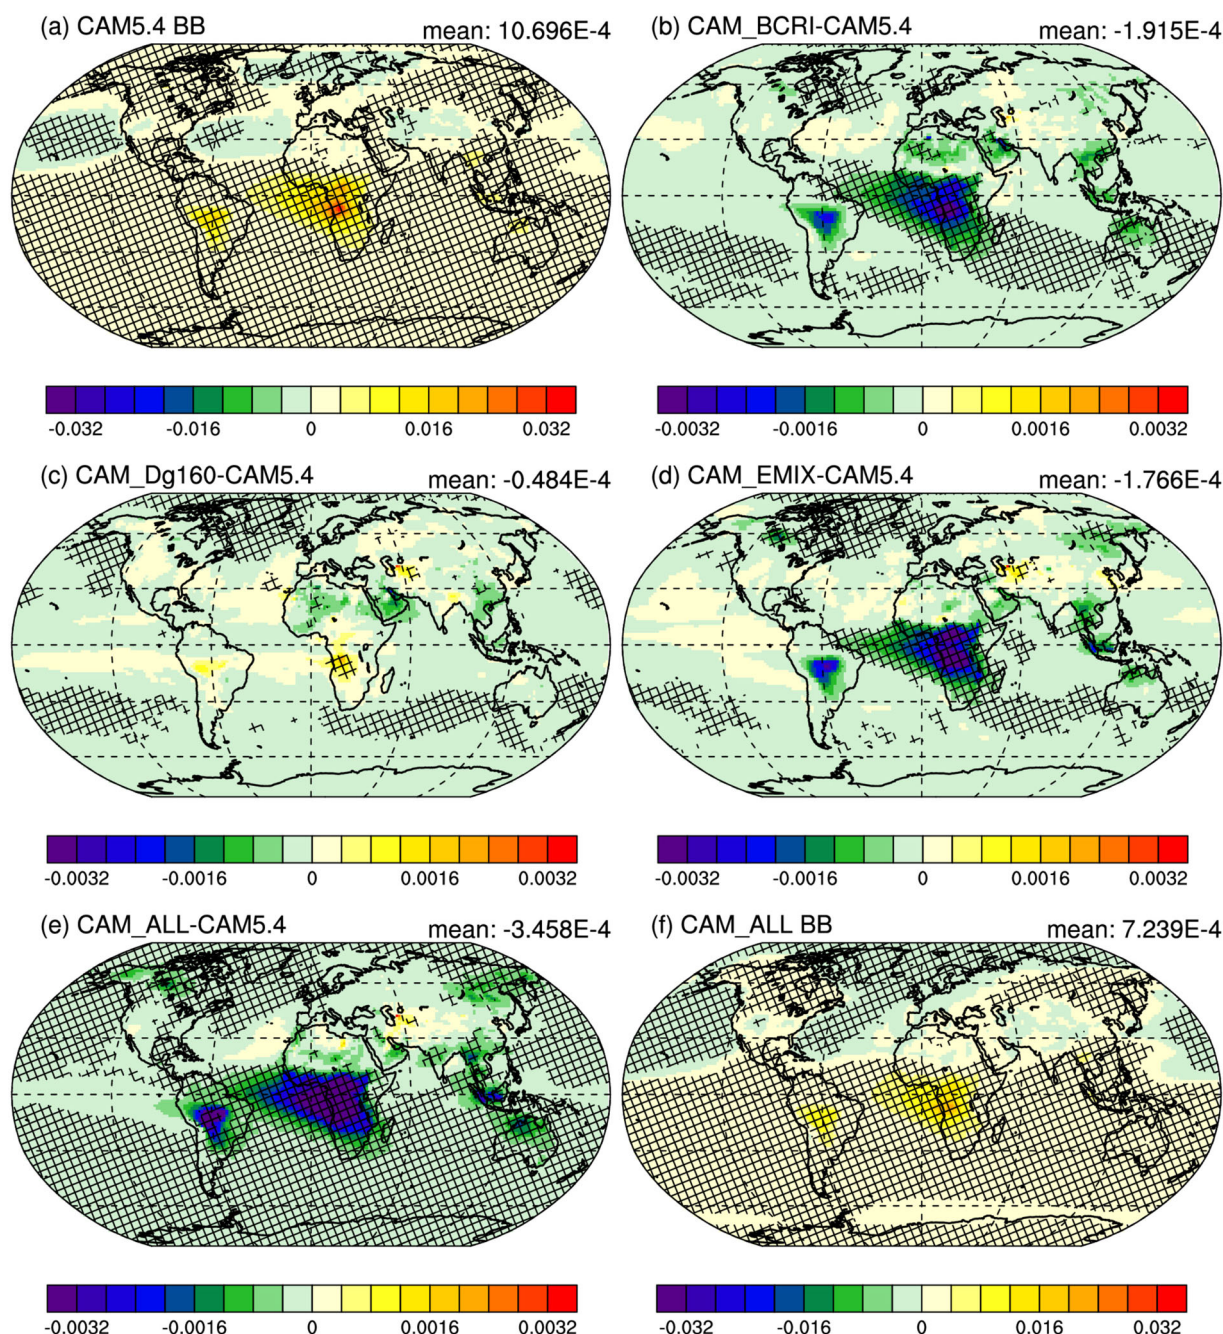 (a) CAM5.4 BB mean: 10.696E-4
(b) CAM_BCRI-CAM5.4 mean: -1.915E-4
-0.032 -0.016 0 0.016 0.032
-0.0032 -0.0016 0 0.0016 0.0032
(c) CAM_Dg160-CAM5.4 mean: -0.484E-4
(d) CAM_EMIX-CAM5.4 mean: -1.766E-4
-0.0032 -0.0016 0 0.0016 0.0032
-0.0032 -0.0016 0 0.0016 0.0032
(e) CAM_ALL-CAM5.4 mean: -3.458E-4
(f) CAM_ALL BB mean: 7.239E-4
-0.0032 -0.0016 0 0.0016 0.0032
-0.032 -0.016 0 0.016 0.032